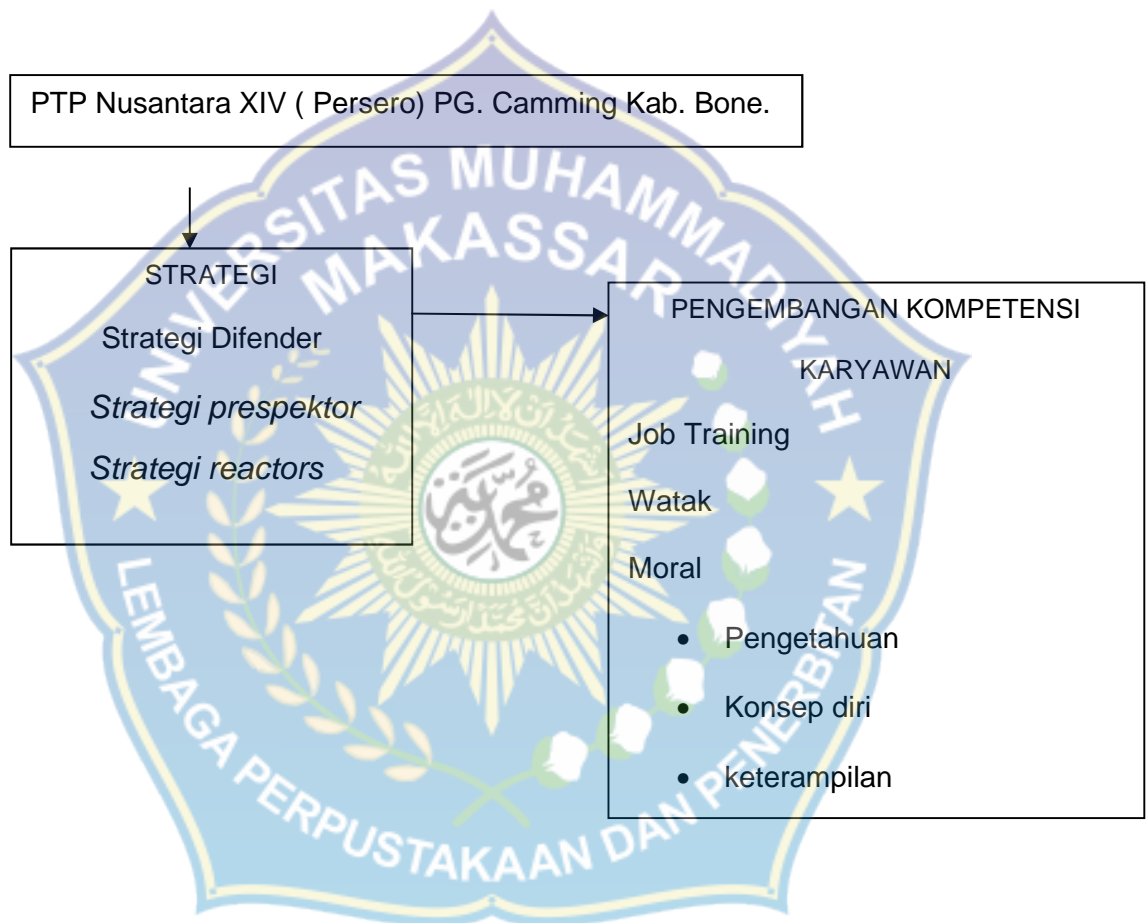 PTP Nusantara XIV ( Persero) PG. Camming Kab. Bone.
UNIVERSITAS MUHAMMADIYAH
MAKASSAR
STRATEGI
Strategi Difender
Strategi prespektor
Strategi reactors
PENGEMBANGAN KOMPETENSI
KARYAWAN
Job Training
Watak
Moral
• Pengetahuan
• Konsep diri
• keterampilan
LEMBAGA PERPUSTAKAAN DAN PENERBITAN